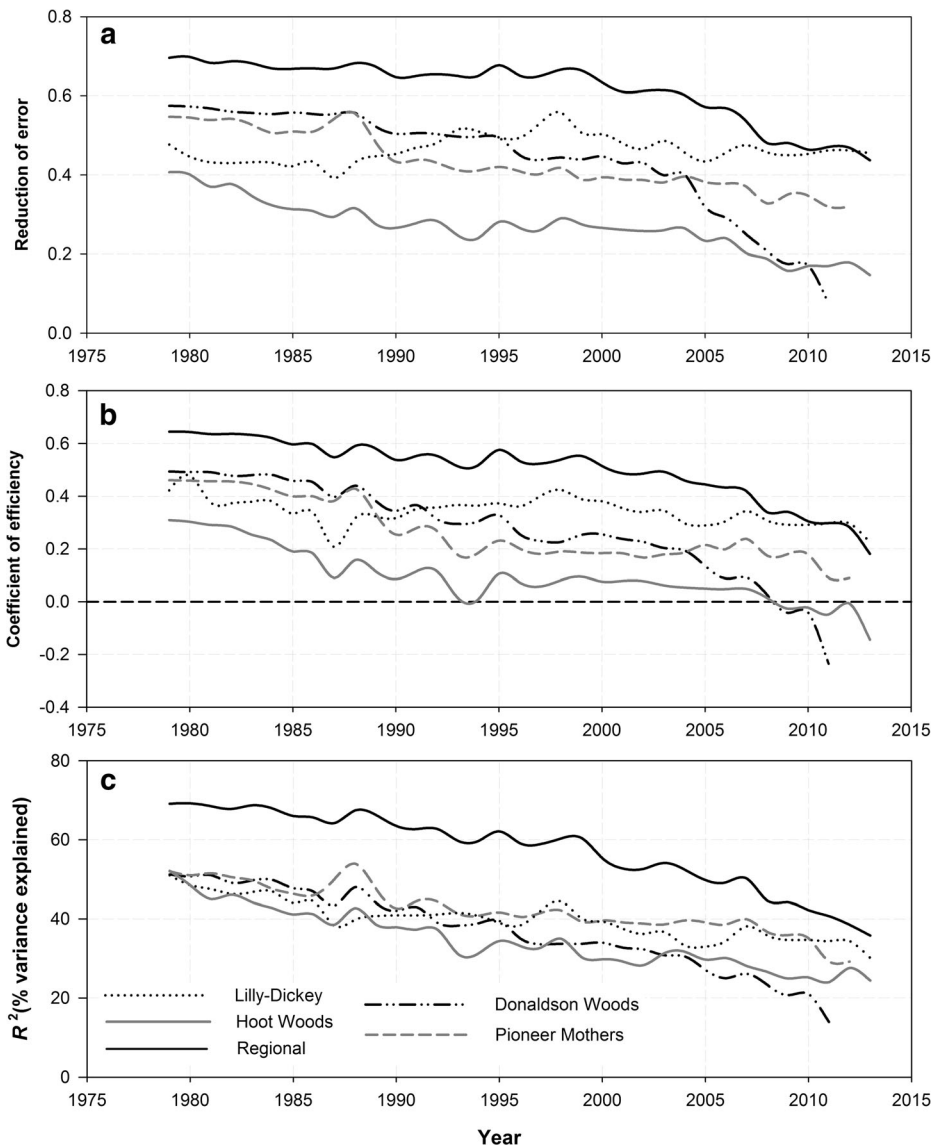 a
Reduction of error
0.8
0.6
0.4
0.2
0.0
1975 1980 1985 1990 1995 2000 2005 2010 2015
b
Coefficient of efficiency
0.8
0.6
0.4
0.2
0.0
-0.2
-0.4
1975 1980 1985 1990 1995 2000 2005 2010 2015
c
R² (% variance explained)
80
60
40
20
0
Lilly-Dickey
Hoot Woods
Regional
Donaldson Woods
Pioneer Mothers
1975 1980 1985 1990 1995 2000 2005 2010 2015
Year